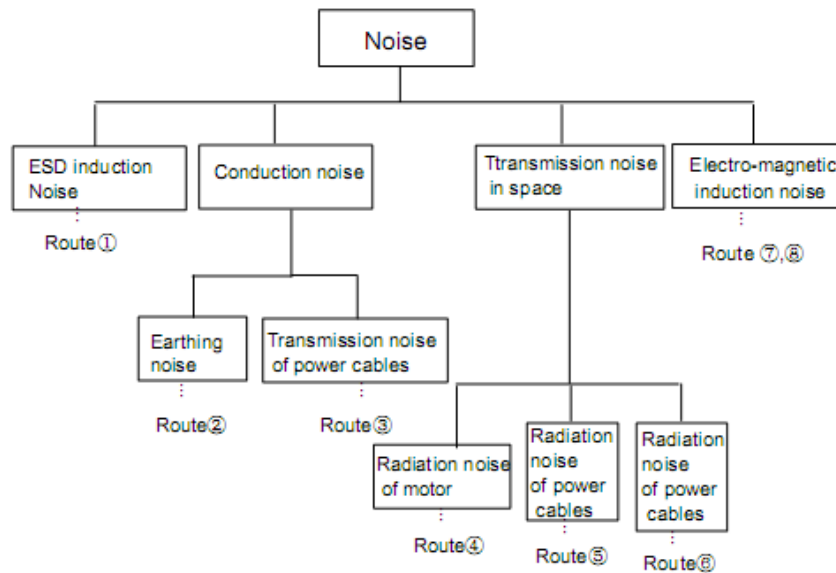 Noise
ESD induction
Noise
Route①
Conduction noise
Ttransmission noise
in space
Electro-magnetic
induction noise
Route ⑦,⑧
Earthing
noise
Route②
Transmission noise
of power cables
Route③
Radiation noise
of motor
Route④
Radiation
noise
of power
cables
Route⑤
Radiation
noise
of power
cables
Route⑥